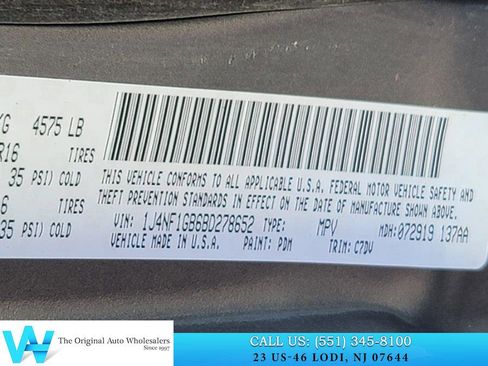 KG 4575 LB
R16 TIRES
35 PSI) COLD
6 TIRES
35 PSI) COLD
THIS VEHICLE CONFORMS TO ALL APPLICABLE U.S.A. FEDERAL MOTOR VEHICLE SAFETY AND
THEFT PREVENTION STANDARDS IN EFFECT ON THE DATE OF MANUFACTURE SHOWN ABOVE.
VIN: 1J4NF1GB6BD278652 TYPE: MPV MDH: 072919 137AA
VEHICLE MADE IN U.S.A. PAINT: PDM TRIM: C7DV
W
The Original Auto Wholesalers
Since 1997
CALL US: (551) 345-8100
23 US-46 LODI, NJ 07644